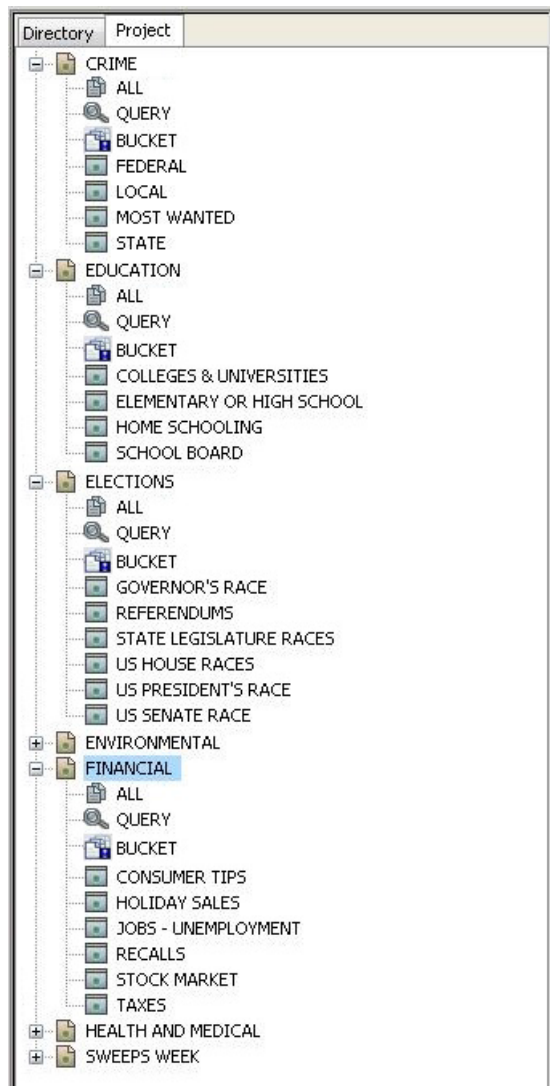 Directory Project
CRIME
ALL
QUERY
BUCKET
FEDERAL
LOCAL
MOST WANTED
STATE
EDUCATION
ALL
QUERY
BUCKET
COLLEGES & UNIVERSITIES
ELEMENTARY OR HIGH SCHOOL
HOME SCHOOLING
SCHOOL BOARD
ELECTIONS
ALL
QUERY
BUCKET
GOVERNOR'S RACE
REFERENDUMS
STATE LEGISLATURE RACES
US HOUSE RACES
US PRESIDENT'S RACE
US SENATE RACE
ENVIRONMENTAL
FINANCIAL
ALL
QUERY
BUCKET
CONSUMER TIPS
HOLIDAY SALES
JOBS - UNEMPLOYMENT
RECALLS
STOCK MARKET
TAXES
HEALTH AND MEDICAL
SWEEPS WEEK